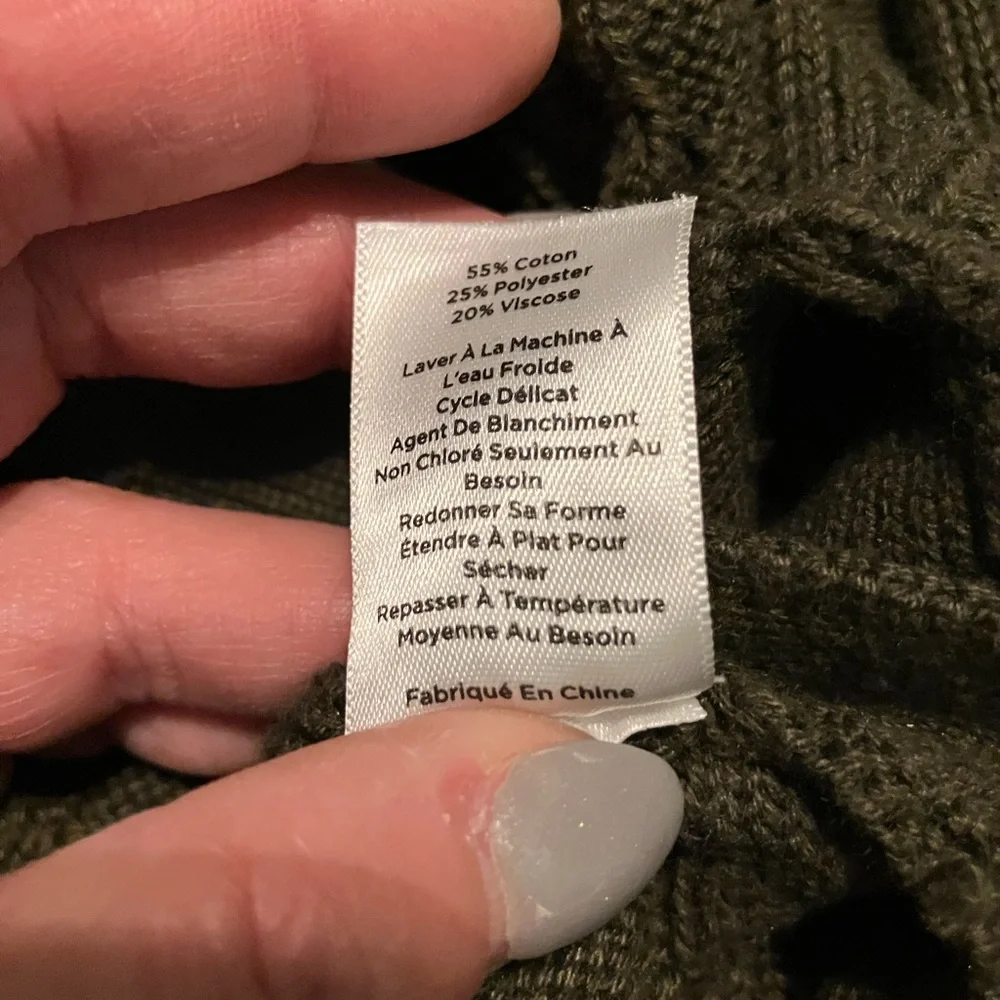 55% Coton
25% Polyester
20% Viscose
Laver À La Machine À
L'eau Froide
Cycle Délicat
Agent De Blanchiment
Non Chloré Seulement Au
Besoin
Redonner Sa Forme
Étendre À Plat Pour
Sécher
Repasser À Température
Moyenne Au Besoin
Fabriqué En Chine